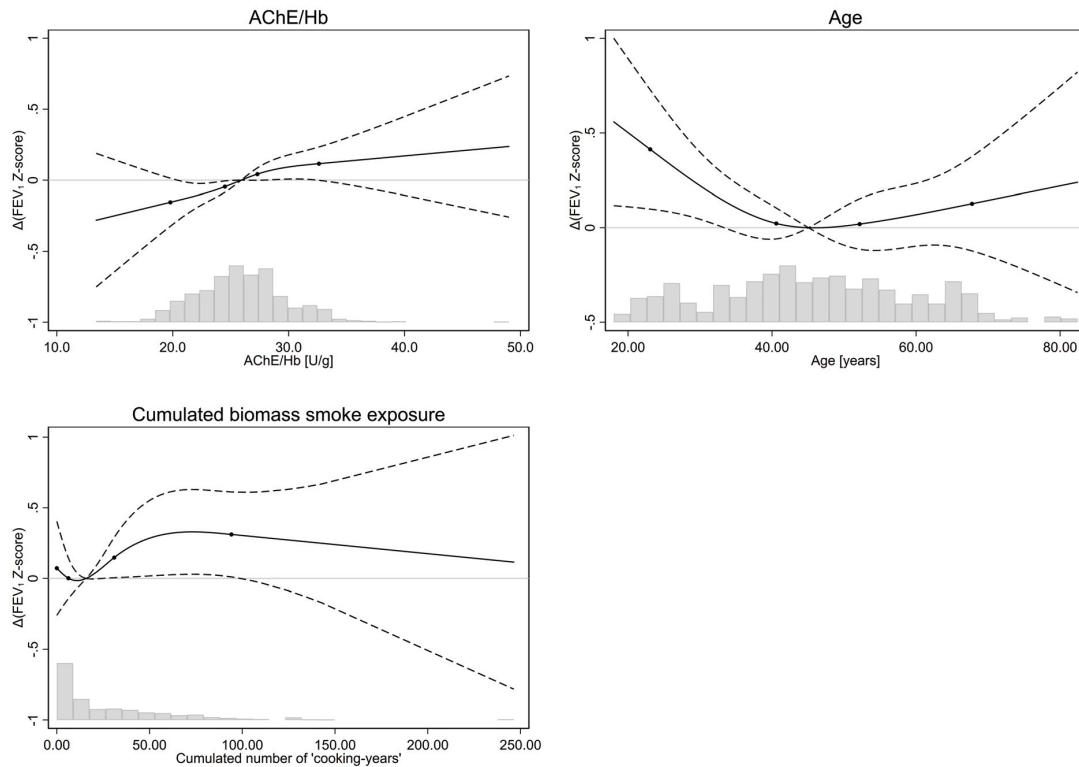 AChE/Hb
Δ(FEV₁ Z-score)
1
.5
0
-.5
-1
10.0 20.0 30.0 40.0 50.0
AChE/Hb [U/g]
Age
Δ(FEV₁ Z-score)
1
.5
0
-.5
20.00 40.00 60.00 80.00
Age [years]
Cumulated biomass smoke exposure
Δ(FEV₁ Z-score)
1
.5
0
-.5
-1
0.00 50.00 100.00 150.00 200.00 250.00
Cumulated number of 'cooking-years'